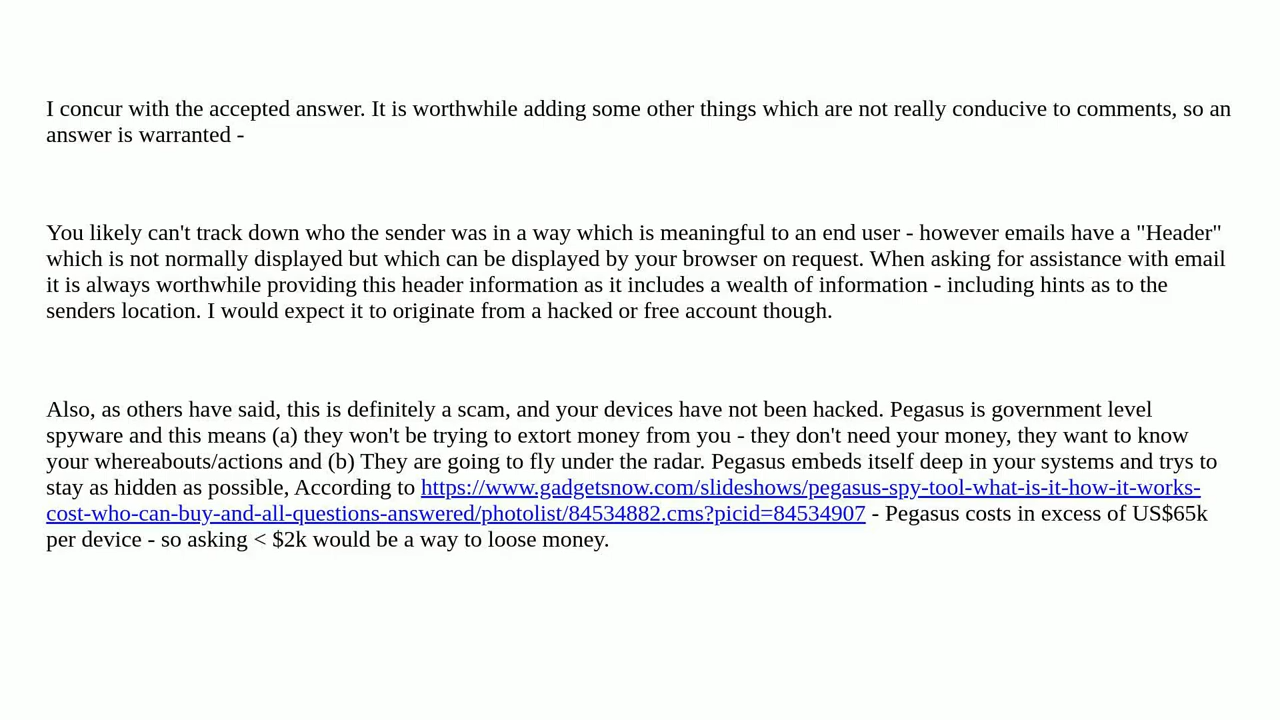 I concur with the accepted answer. It is worthwhile adding some other things which are not really conducive to comments, so an
answer is warranted -
You likely can't track down who the sender was in a way which is meaningful to an end user - however emails have a "Header"
which is not normally displayed but which can be displayed by your browser on request. When asking for assistance with email
it is always worthwhile providing this header information as it includes a wealth of information - including hints as to the
senders location. I would expect it to originate from a hacked or free account though.
Also, as others have said, this is definitely a scam, and your devices have not been hacked. Pegasus is government level
spyware and this means (a) they won't be trying to extort money from you - they don't need your money, they want to know
your whereabouts/actions and (b) They are going to fly under the radar. Pegasus embeds itself deep in your systems and trys to
stay as hidden as possible, According to https://www.gadgetsnow.com/slideshows/pegasus-spy-tool-what-is-it-how-it-works-
cost-who-can-buy-and-all-questions-answered/photolist/84534882.cms?picid=84534907 - Pegasus costs in excess of US$65k
per device - so asking < $2k would be a way to loose money.